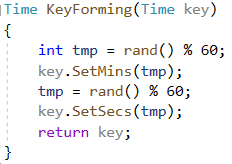 Time KeyForming(Time key)
{
    int tmp = rand() % 60;
    key.SetMins(tmp);
    tmp = rand() % 60;
    key.SetSecs(tmp);
    return key;
}